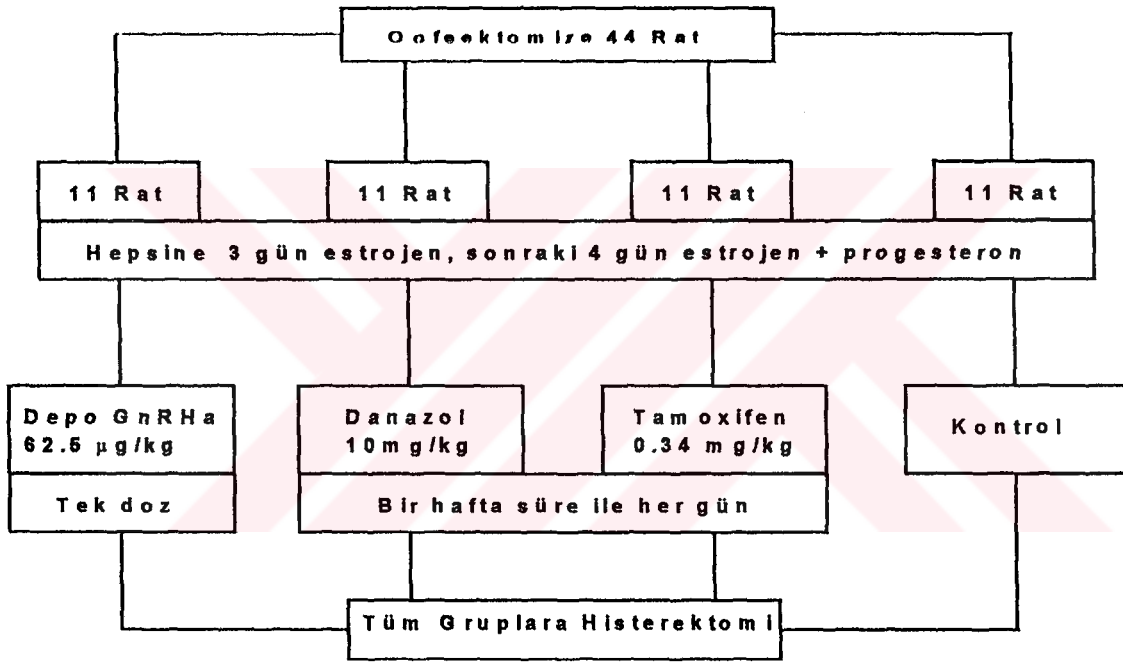 Oofeektomize 44 Rat
11 Rat
11 Rat
11 Rat
11 Rat
Hepsine 3 gün estrojen, sonraki 4 gün estrojen + progesteron
Depo GnRHa
62.5 µg/kg
Tek doz
Danazol
10mg/kg
Tamoxifen
0.34 mg/kg
Bir hafta süre ile her gün
Kontrol
Tüm Gruplara Histerektomi